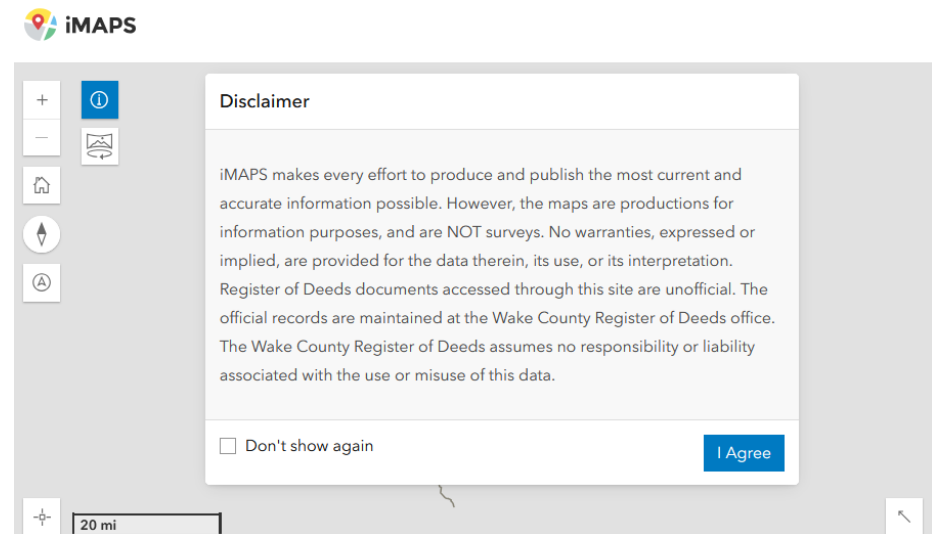 iMAPS
Disclaimer
iMAPS makes every effort to produce and publish the most current and
accurate information possible. However, the maps are productions for
information purposes, and are NOT surveys. No warranties, expressed or
implied, are provided for the data therein, its use, or its interpretation.
Register of Deeds documents accessed through this site are unofficial. The
official records are maintained at the Wake County Register of Deeds office.
The Wake County Register of Deeds assumes no responsibility or liability
associated with the use or misuse of this data.
Don't show again
I Agree
20 mi